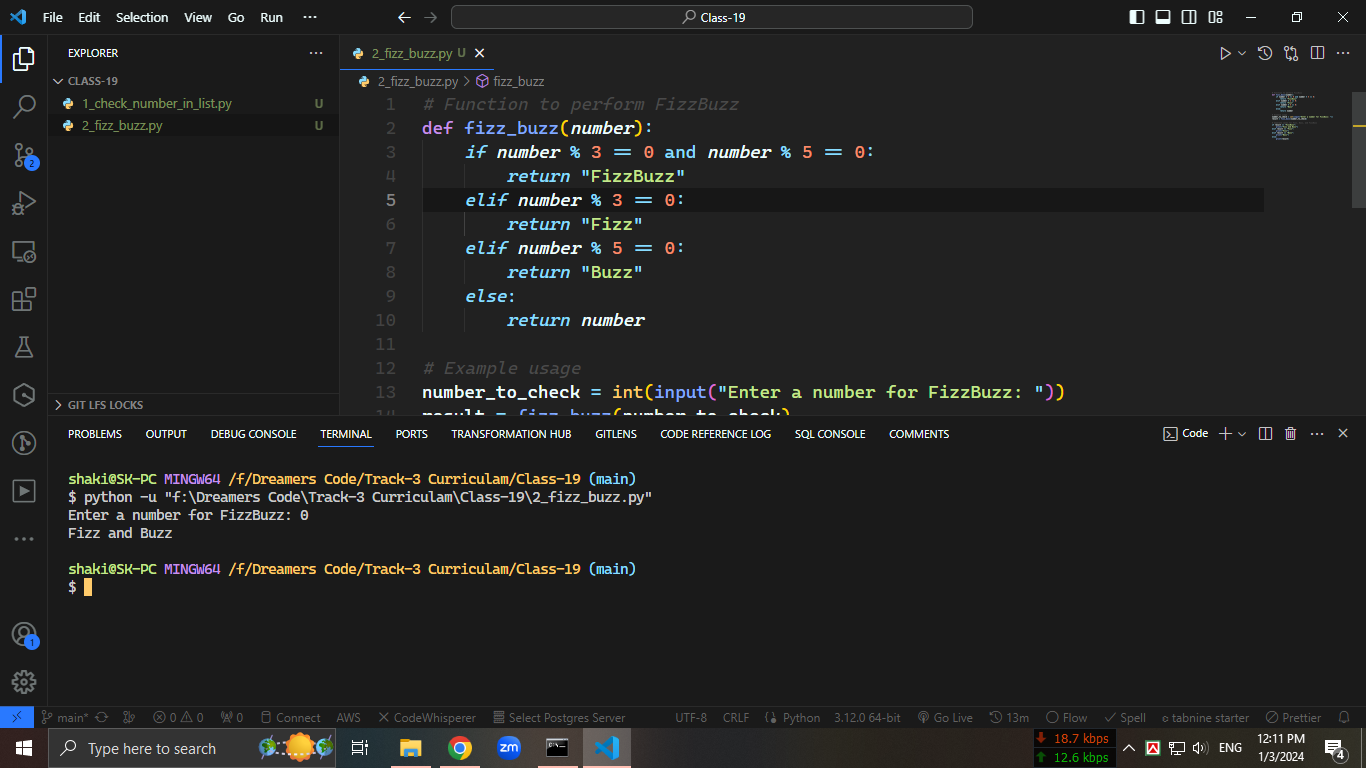 File Edit Selection View Go Run ···
Class-19
EXPLORER
CLASS-19
1_check_number_in_list.py U
2_fizz_buzz.py U
GIT LFS LOCKS
2_fizz_buzz.py U
2_fizz_buzz.py > fizz_buzz
1 # Function to perform FizzBuzz
2 def fizz_buzz(number):
3 if number % 3 == 0 and number % 5 == 0:
4 return "FizzBuzz"
5 elif number % 3 == 0:
6 return "Fizz"
7 elif number % 5 == 0:
8 return "Buzz"
9 else:
10 return number
11
12 # Example usage
13 number_to_check = int(input("Enter a number for FizzBuzz: "))
14 result = fizz_buzz(number_to_check)
PROBLEMS OUTPUT DEBUG CONSOLE TERMINAL PORTS TRANSFORMATION HUB GITLENS CODE REFERENCE LOG SQL CONSOLE COMMENTS
Code
shaki@SK-PC MINGW64 /f/Dreamers Code/Track-3 Curriculam/Class-19 (main)
$ python -u "f:\Dreamers Code\Track-3 Curriculam\Class-19\2_fizz_buzz.py"
Enter a number for FizzBuzz: 0
Fizz and Buzz
shaki@SK-PC MINGW64 /f/Dreamers Code/Track-3 Curriculam/Class-19 (main)
$
2
1
main* 0 0 0 Connect AWS CodeWhisperer Select Postgres Server UTF-8 CRLF Python 3.12.0 64-bit Go Live 13m Flow Spell tabnine starter Prettier
Type here to search
zm
18.7 kbps
12.6 kbps
ENG
12:11 PM
1/3/2024
4